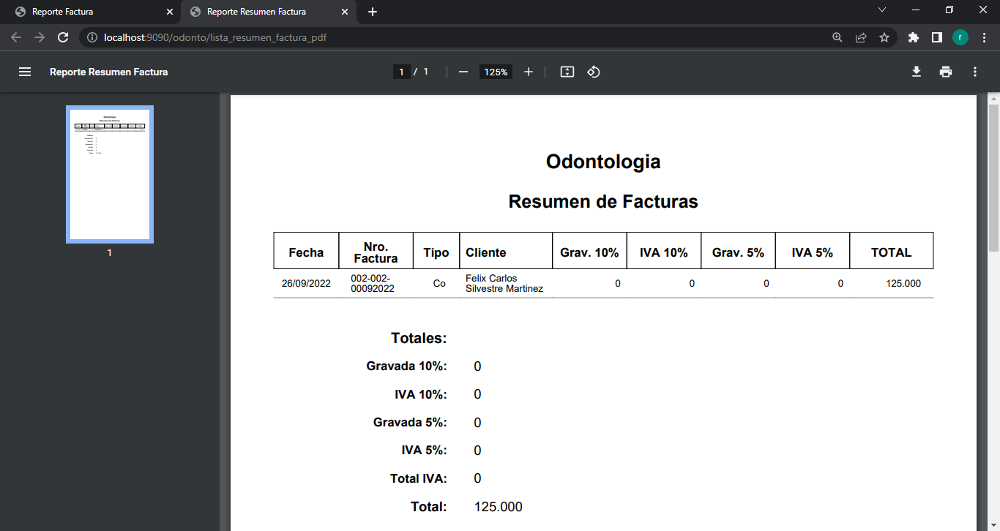 Reporte Factura
Reporte Resumen Factura
localhost:9090/odonto/lista_resumen_factura_pdf
r
Reporte Resumen Factura
1 / 1
125%
1
Odontologia
Resumen de Facturas
Fecha Nro. Factura Tipo Cliente Grav. 10% IVA 10% Grav. 5% IVA 5% TOTAL
26/09/2022 002-002-00092022 Co Felix Carlos Silvestre Martinez 0 0 0 0 125.000
Totales:
Gravada 10%: 0
IVA 10%: 0
Gravada 5%: 0
IVA 5%: 0
Total IVA: 0
Total: 125.000